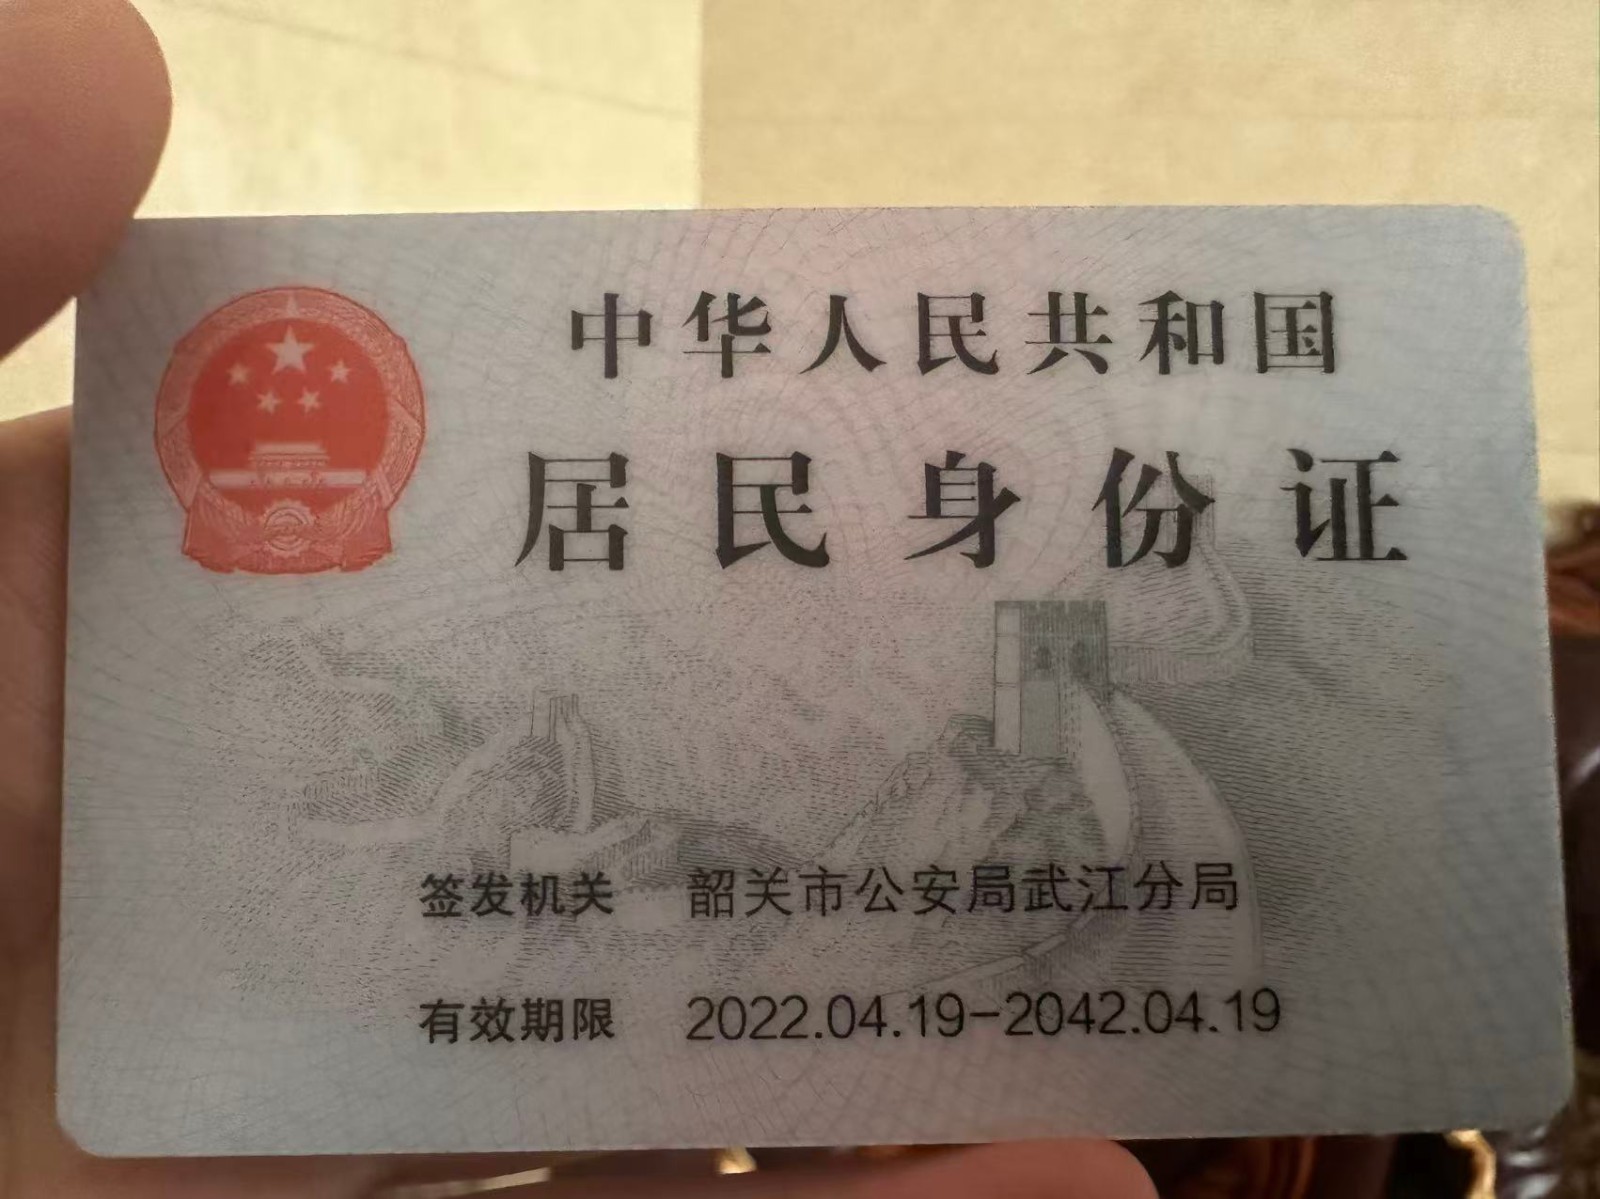 中华人民共和国
居民身份证
签发机关 韶关市公安局武江分局
有效期限 2022.04.19-2042.04.19